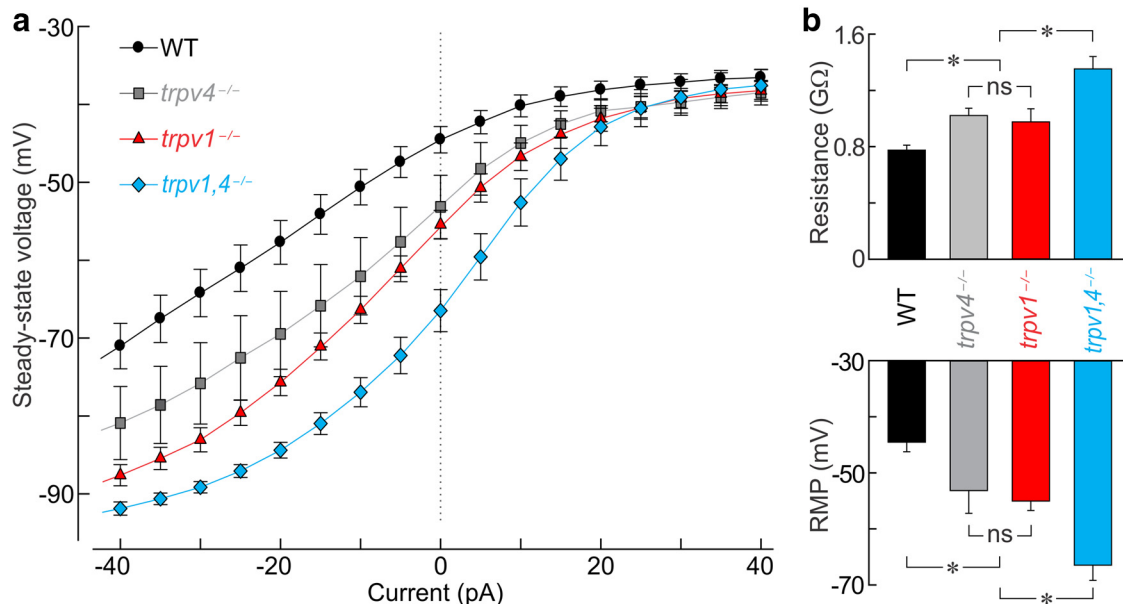 a
-30
-50
-70
-90
Steady-state voltage (mV)
WT
trpv4−/−
trpv1−/−
trpv1,4−/−
-40
-20
0
20
40
Current (pA)
b
1.6
0.8
0
Resistance (GΩ)
*
*
ns
WT
trpv4−/−
trpv1−/−
trpv1,4−/−
-30
-50
-70
RMP (mV)
ns
*
*